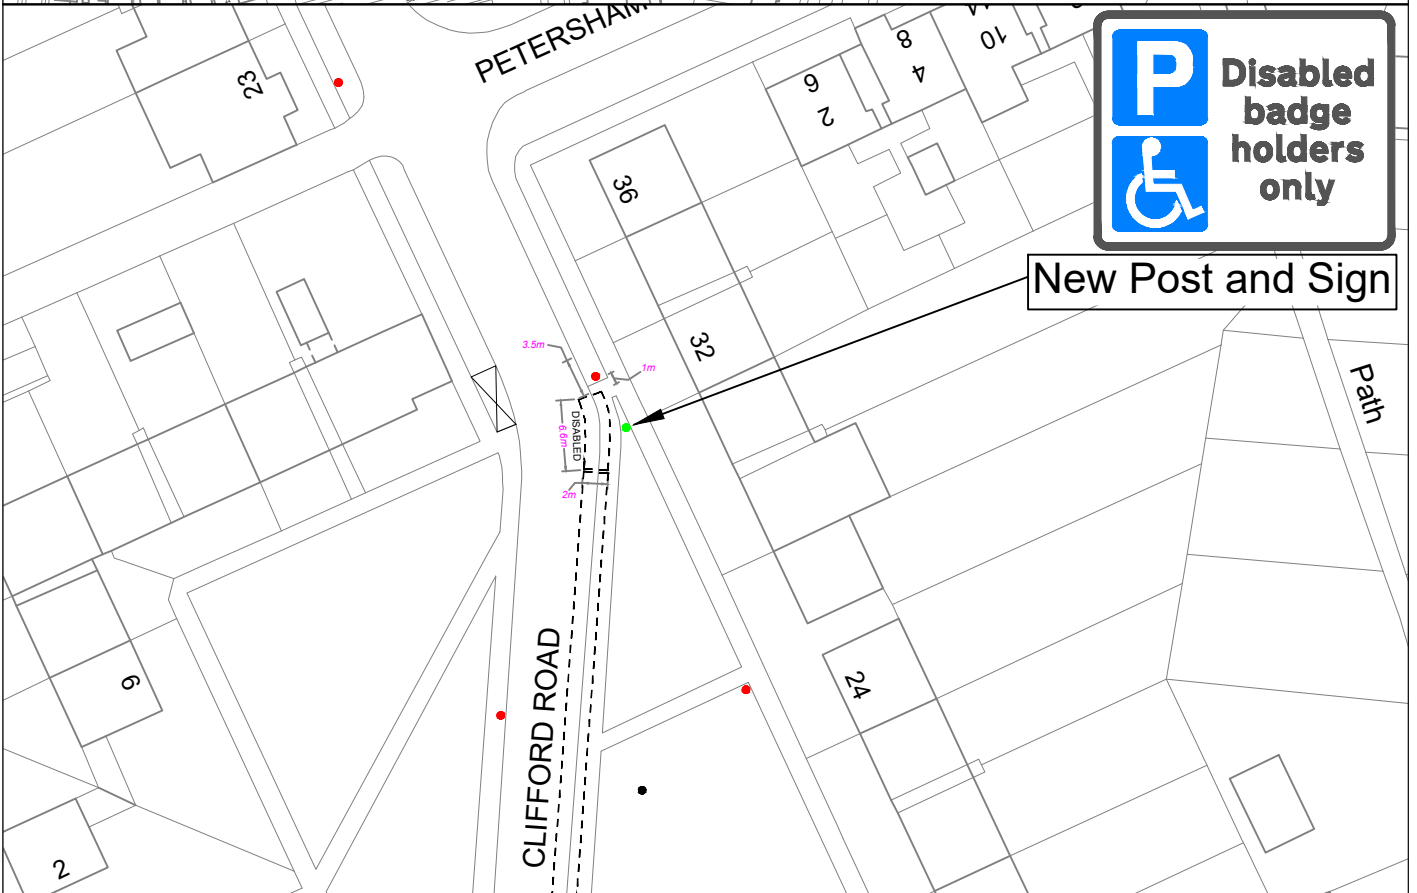 PETERSHAM
23
8
4
10
6
2
36
P
Disabled
badge
holders
only
New Post and Sign
32
3.5m
1m
Path
DISABLED
6.6m
2m
24
CLIFFORD ROAD
9
2